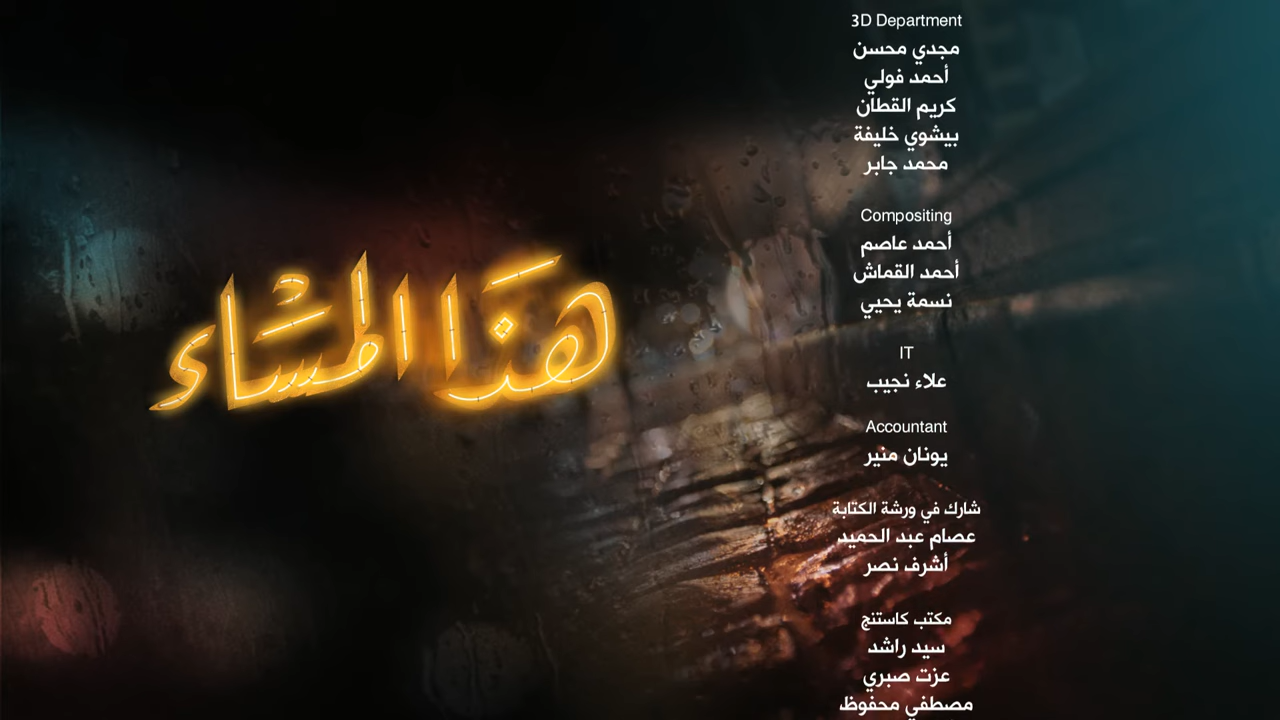 هَذَا المسَاء
3D Department
مجدي محسن
أحمد فولي
كريم القطان
بيشوي خليفة
محمد جابر
Compositing
أحمد عاصم
أحمد القماش
نسمة يحيي
IT
علاء نجيب
Accountant
يونان منير
شارك في ورشة الكتابة
عصام عبد الحميد
أشرف نصر
مكتب كاستنج
سيد راشد
عزت صبري
مصطفي محفوظ